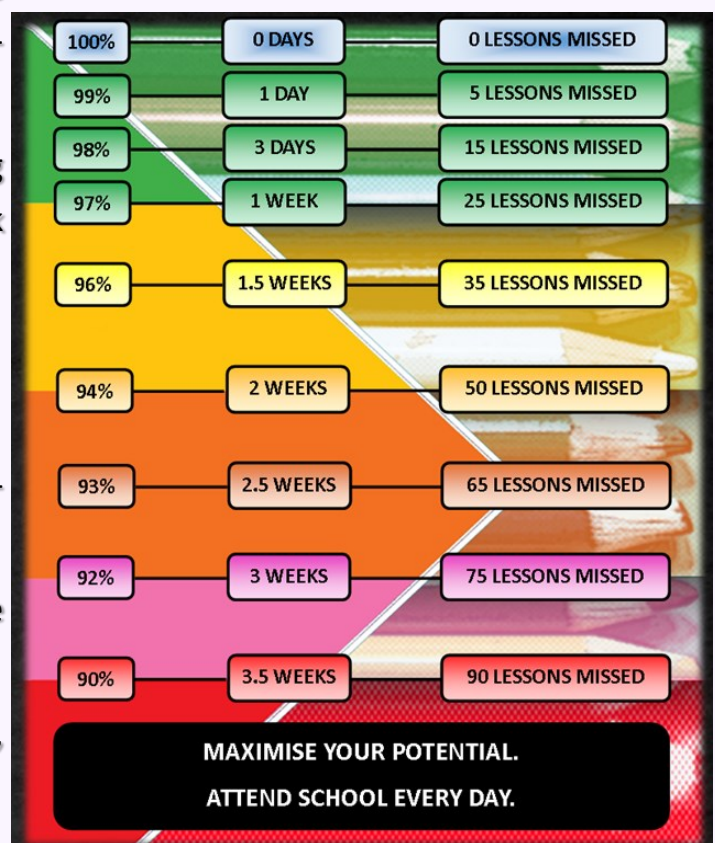 100% 0 DAYS 0 LESSONS MISSED
99% 1 DAY 5 LESSONS MISSED
98% 3 DAYS 15 LESSONS MISSED
97% 1 WEEK 25 LESSONS MISSED
96% 1.5 WEEKS 35 LESSONS MISSED
94% 2 WEEKS 50 LESSONS MISSED
93% 2.5 WEEKS 65 LESSONS MISSED
92% 3 WEEKS 75 LESSONS MISSED
90% 3.5 WEEKS 90 LESSONS MISSED
MAXIMISE YOUR POTENTIAL.
ATTEND SCHOOL EVERY DAY.